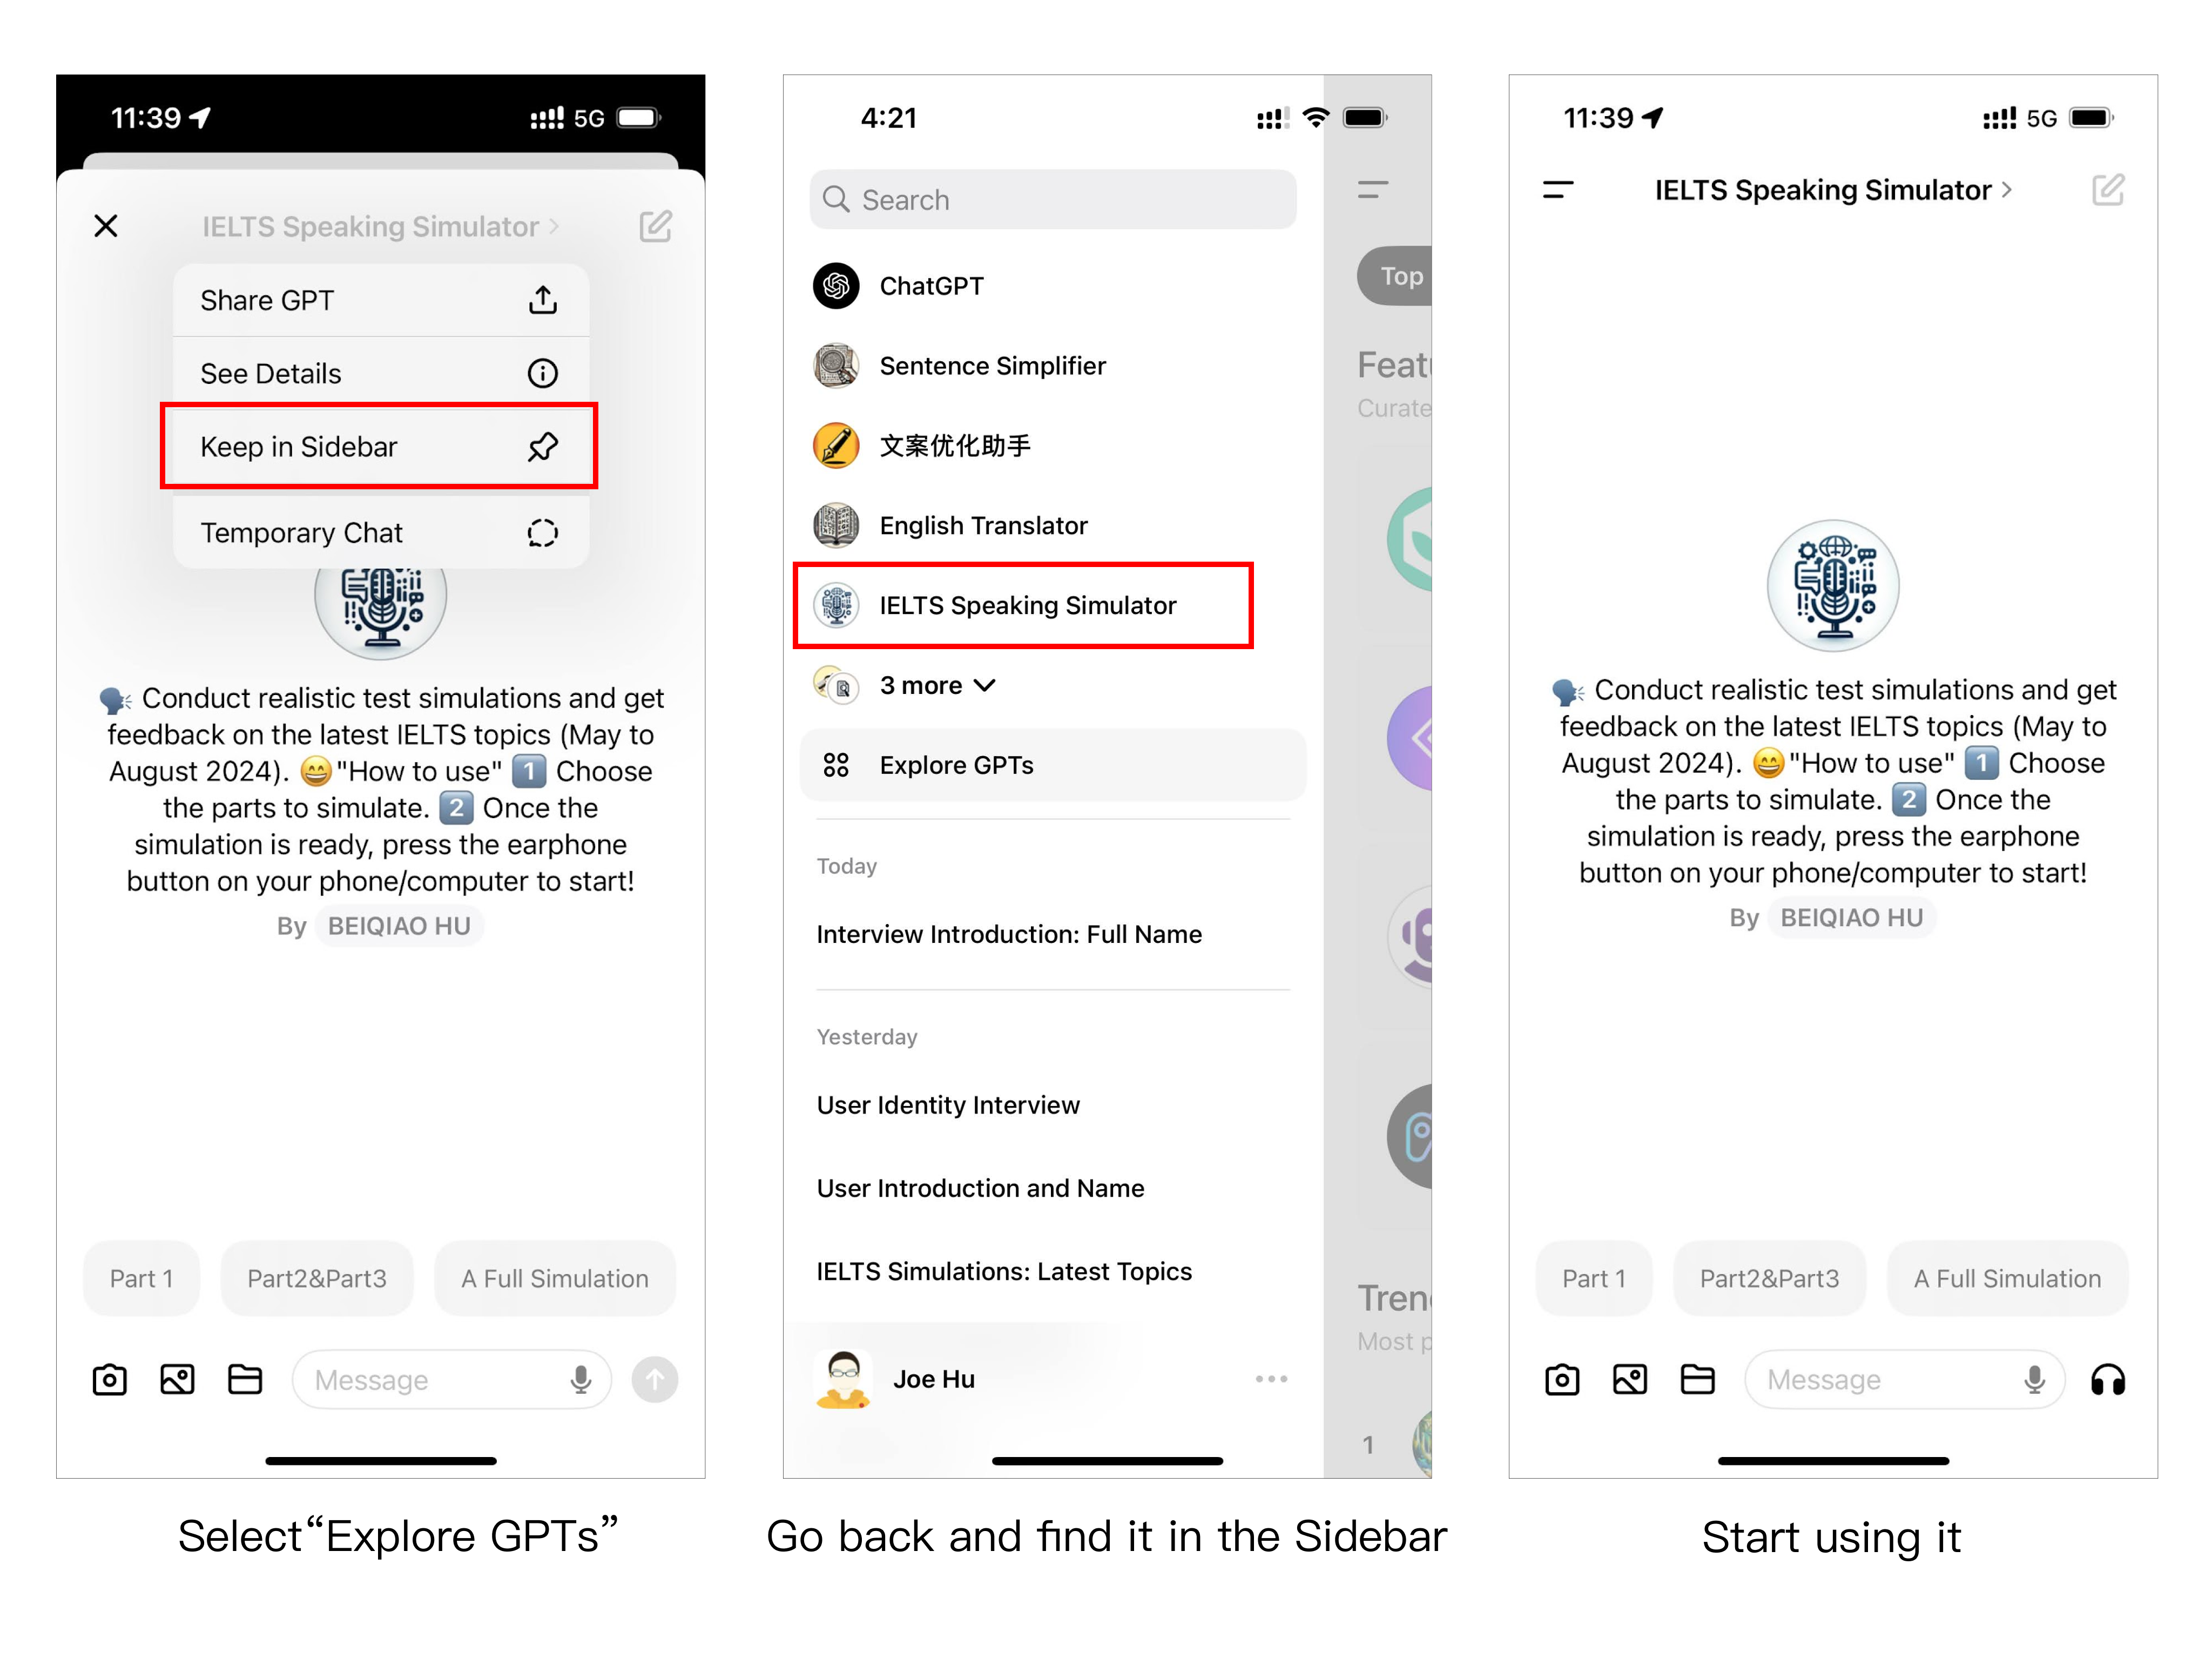 11:39
5G
IELTS Speaking Simulator >
Share GPT
See Details
Keep in Sidebar
Temporary Chat
🗣️ Conduct realistic test simulations and get
feedback on the latest IELTS topics (May to
August 2024). 😄"How to use" 1️⃣ Choose
the parts to simulate. 2️⃣ Once the
simulation is ready, press the earphone
button on your phone/computer to start!
By BEIQIAO HU
Part 1
Part2&Part3
A Full Simulation
Message
Select“Explore GPTs”
4:21
Search
ChatGPT
Sentence Simplifier
文案优化助手
English Translator
IELTS Speaking Simulator
3 more
Explore GPTs
Today
Interview Introduction: Full Name
Yesterday
User Identity Interview
User Introduction and Name
IELTS Simulations: Latest Topics
Joe Hu
Top
1
Go back and find it in the Sidebar
11:39
5G
IELTS Speaking Simulator >
🗣️ Conduct realistic test simulations and get
feedback on the latest IELTS topics (May to
August 2024). 😄"How to use" 1️⃣ Choose
the parts to simulate. 2️⃣ Once the
simulation is ready, press the earphone
button on your phone/computer to start!
By BEIQIAO HU
Part 1
Part2&Part3
A Full Simulation
Message
Start using it